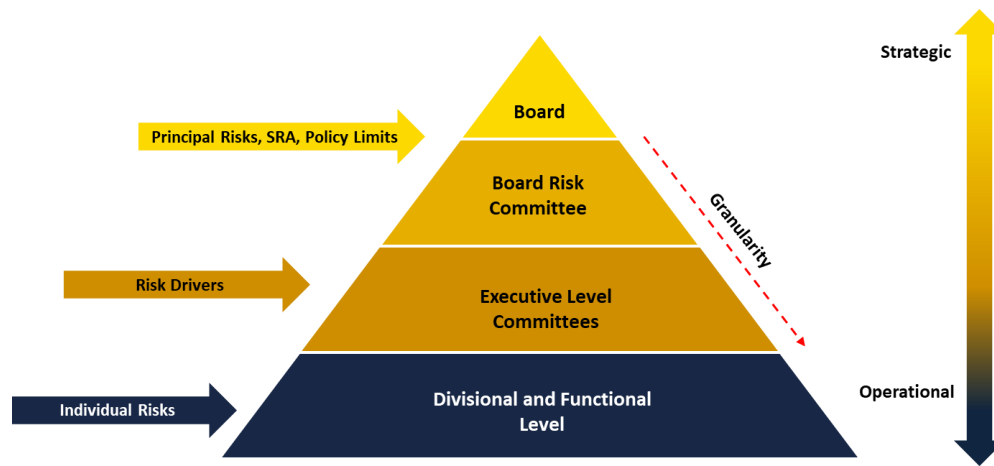 Strategic
Board
Principal Risks, SRA, Policy Limits
Board Risk
Committee
Granularity
Risk Drivers
Executive Level
Committees
Operational
Individual Risks
Divisional and Functional
Level